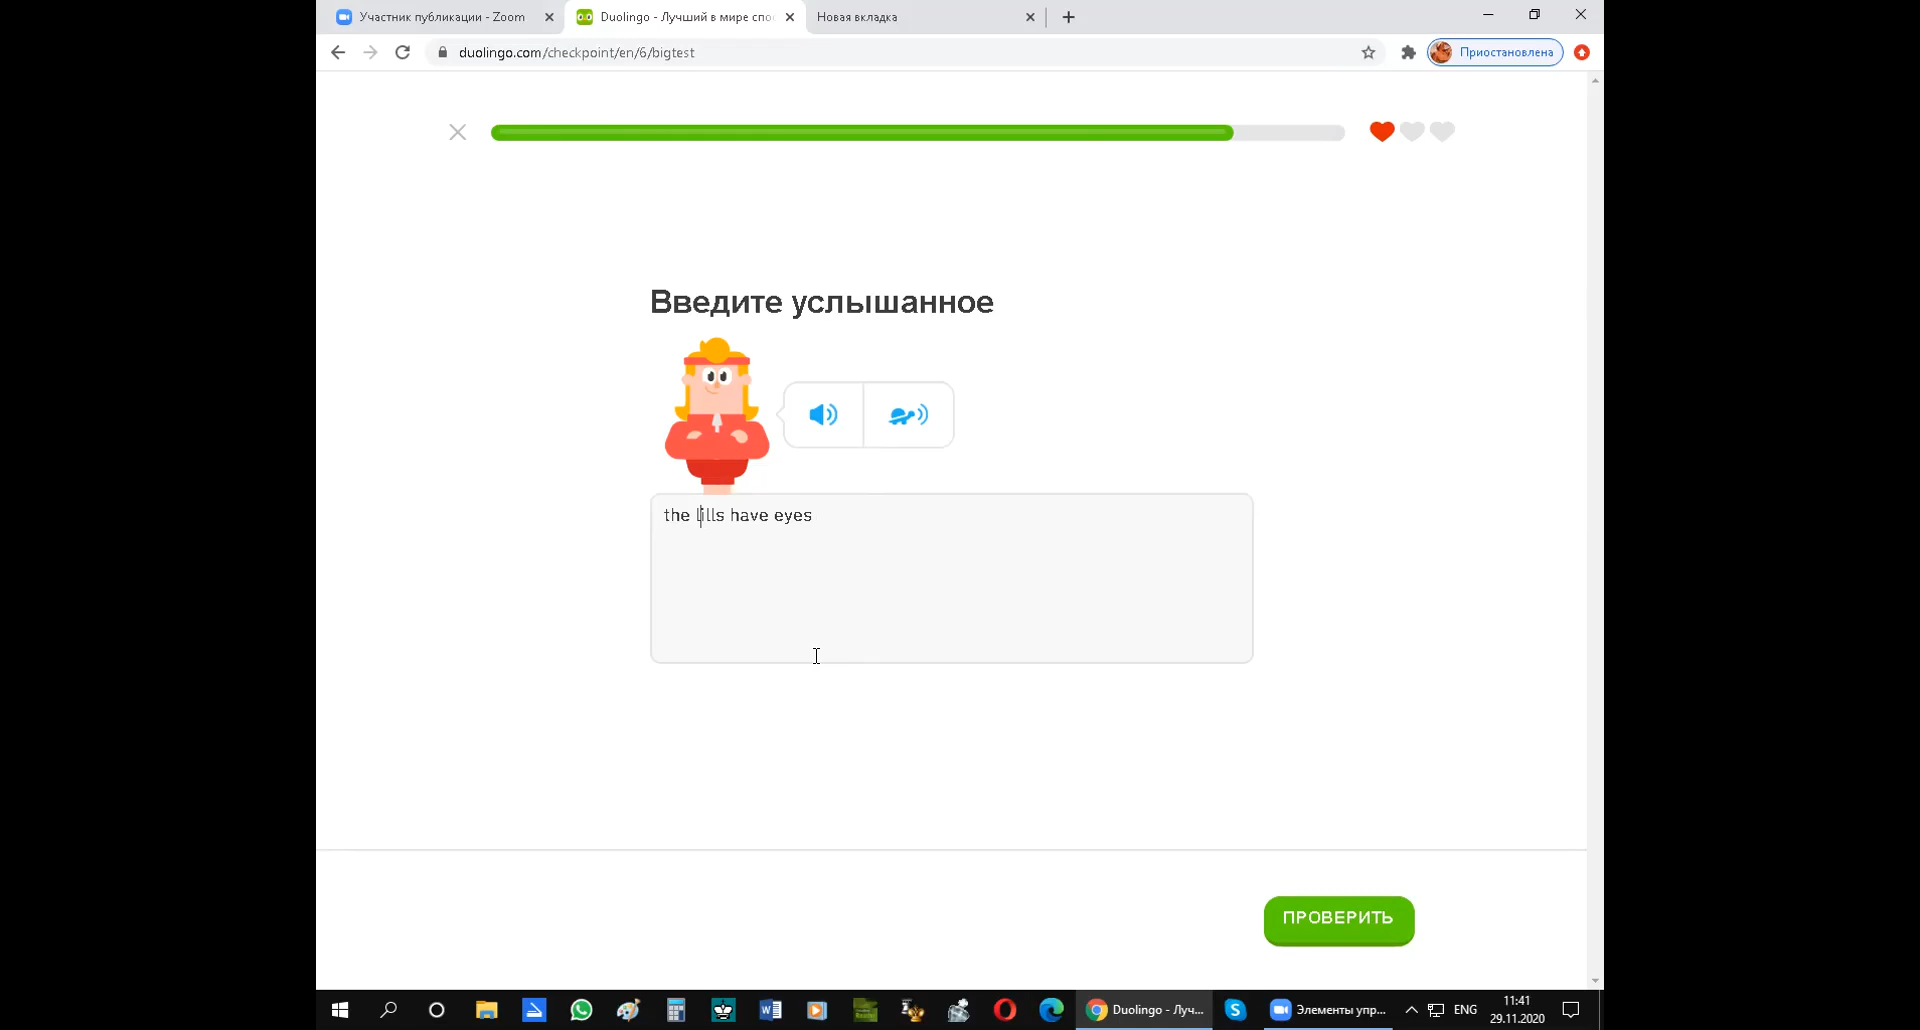 Участник публикации - Zoom
Duolingo - Лучший в мире спос
Новая вкладка
duolingo.com/checkpoint/en/6/bigtest
Приостановлена
Введите услышанное
the lills have eyes
ПРОВЕРИТЬ
Duolingo - Луч...
Элементы упр...
ENG
11:41
29.11.2020